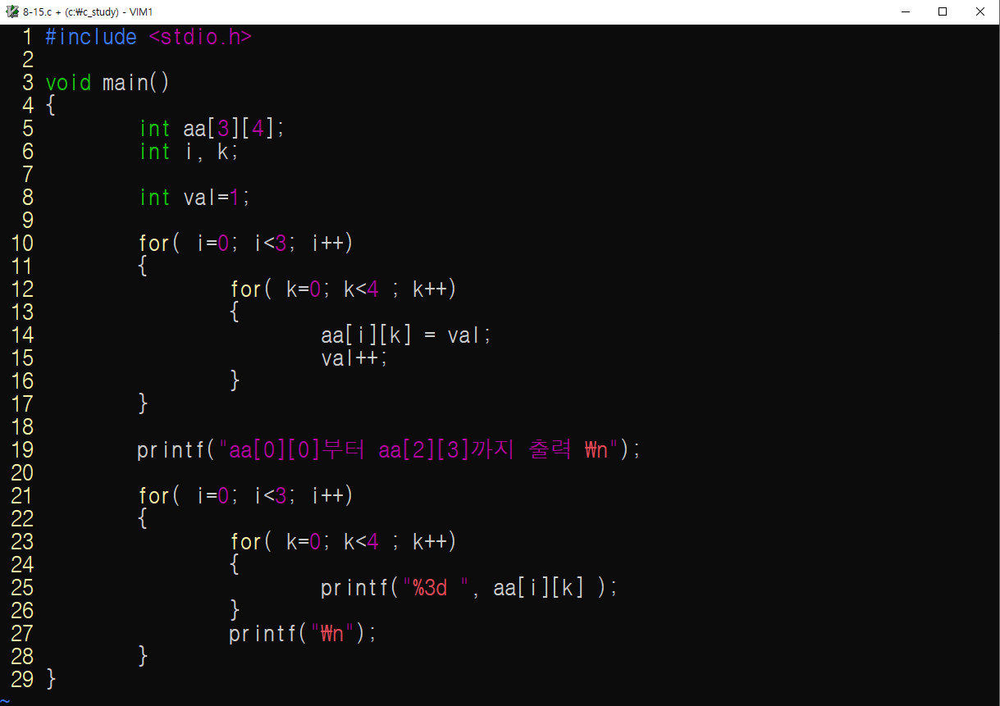 8-15.c + (c:₩c_study) - VIM1
1 #include <stdio.h>
2
3 void main()
4 {
5         int aa[3][4];
6         int i, k;
7
8         int val=1;
9
10         for( i=0; i<3; i++)
11         {
12                 for( k=0; k<4 ; k++)
13                 {
14                         aa[i][k] = val;
15                         val++;
16                 }
17         }
18
19         printf("aa[0][0]부터 aa[2][3]까지 출력 ₩n");
20
21         for( i=0; i<3; i++)
22         {
23                 for( k=0; k<4 ; k++)
24                 {
25                         printf("%3d ", aa[i][k] );
26                 }
27                 printf("₩n");
28         }
29 }
~